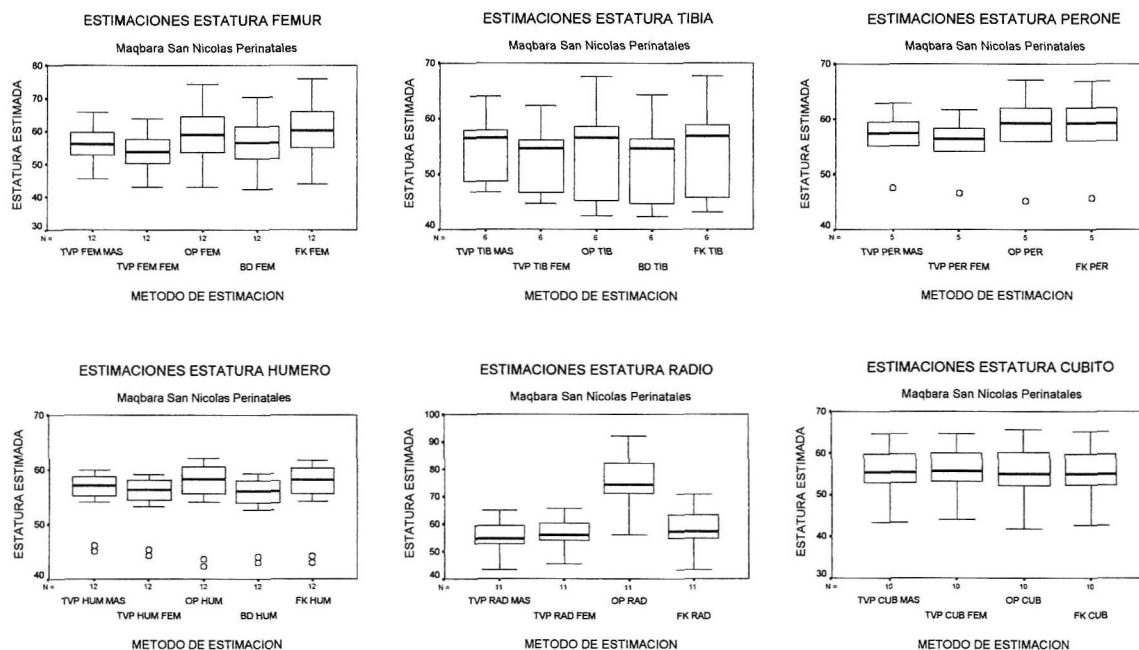 ESTIMACIONES ESTATURA FEMUR
Maqbara San Nicolas Perinatales
ESTATURA ESTIMADA
80
70
60
50
40
30
N = 12 12 12 12 12
TVP FEM MAS OP FEM FK FEM
TVP FEM FEM BD FEM
METODO DE ESTIMACION
ESTIMACIONES ESTATURA TIBIA
Maqbara San Nicolas Perinatales
ESTATURA ESTIMADA
70
60
50
40
N = 6 6 6 6 6
TVP TIB MAS OP TIB FK TIB
TVP TIB FEM BD TIB
METODO DE ESTIMACION
ESTIMACIONES ESTATURA PERONE
Maqbara San Nicolas Perinatales
ESTATURA ESTIMADA
70
60
50
40
N = 5 5 5 5
TVP PER MAS OP PER
TVP PER FEM FK PER
METODO DE ESTIMACION
ESTIMACIONES ESTATURA HUMERO
Maqbara San Nicolas Perinatales
ESTATURA ESTIMADA
70
60
50
40
N = 12 12 12 12 12
TVP HUM MAS OP HUM FK HUM
TVP HUM FEM BD HUM
METODO DE ESTIMACION
ESTIMACIONES ESTATURA RADIO
Maqbara San Nicolas Perinatales
ESTATURA ESTIMADA
100
90
80
70
60
50
40
N = 11 11 11 11
TVP RAD MAS OP RAD
TVP RAD FEM FK RAD
METODO DE ESTIMACION
ESTIMACIONES ESTATURA CUBITO
Maqbara San Nicolas Perinatales
ESTATURA ESTIMADA
70
60
50
40
30
N = 10 10 10 10
TVP CUB MAS OP CUB
TVP CUB FEM FK CUB
METODO DE ESTIMACION